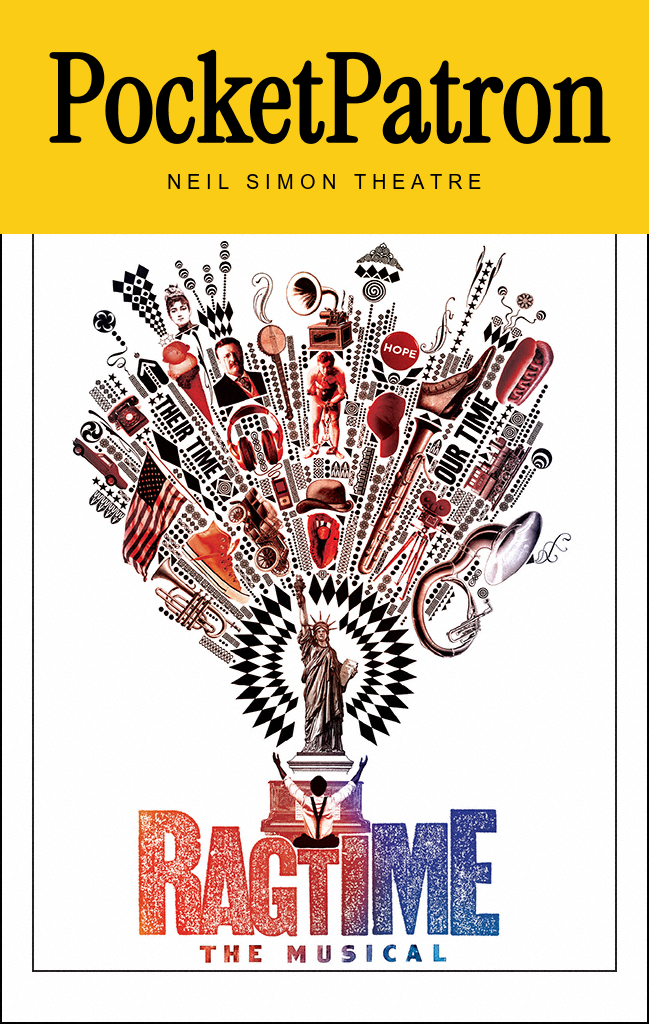 PocketPatron
NEIL SIMON THEATRE
HOPE
THEIR TIME
OUR TIME
RAGTIME
THE MUSICAL